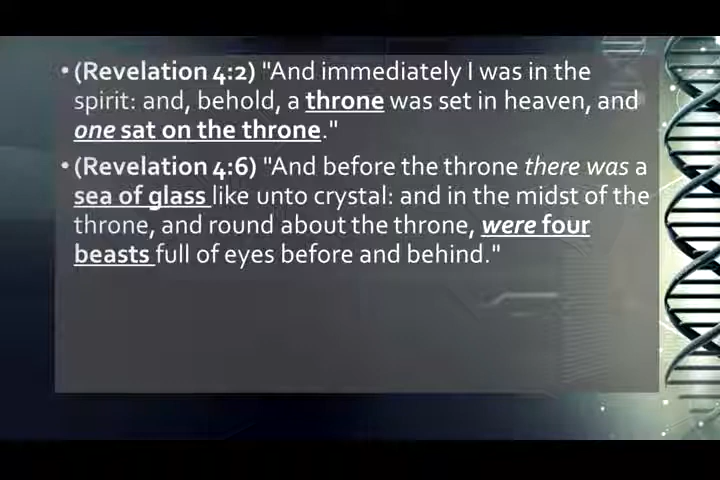 • (Revelation 4:2) "And immediately I was in the
spirit: and, behold, a throne was set in heaven, and
one sat on the throne."
• (Revelation 4:6) "And before the throne there was a
sea of glass like unto crystal: and in the midst of the
throne, and round about the throne, were four
beasts full of eyes before and behind."